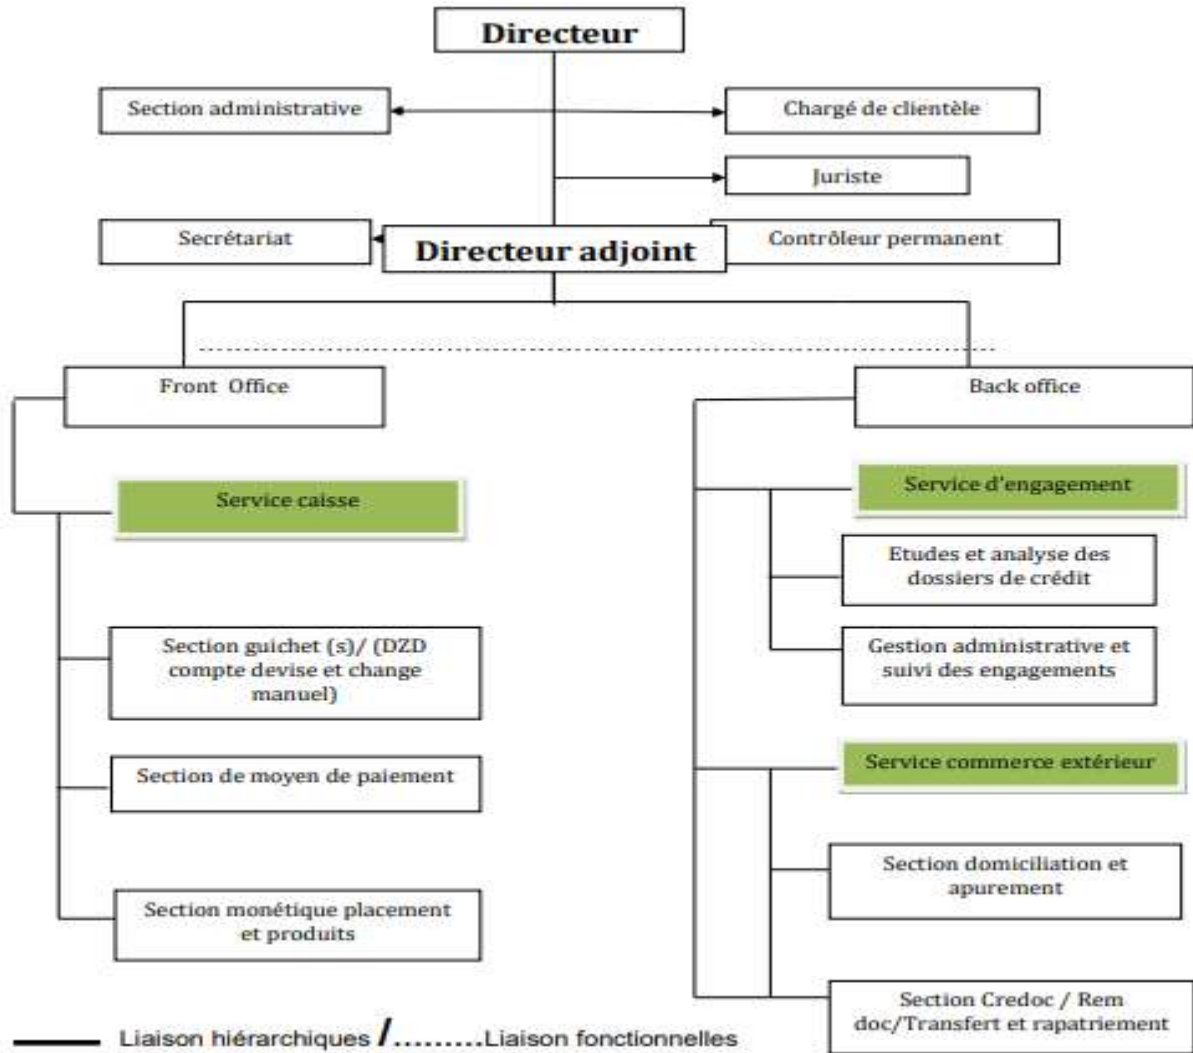 Directeur
Section administrative
Chargé de clientèle
Juriste
Secrétariat
Directeur adjoint
Contrôleur permanent
Front Office
Back office
Service caisse
Service d'engagement
Etudes et analyse des
dossiers de crédit
Section guichet (s)/ (DZD
compte devise et change
manuel)
Gestion administrative et
suivi des engagements
Section de moyen de paiement
Service commerce extérieur
Section domiciliation et
apurement
Section monétique placement
et produits
Section Credoc / Rem
doc/Transfert et rapatriement
Liaison hiérarchiques /.........Liaison fonctionnelles